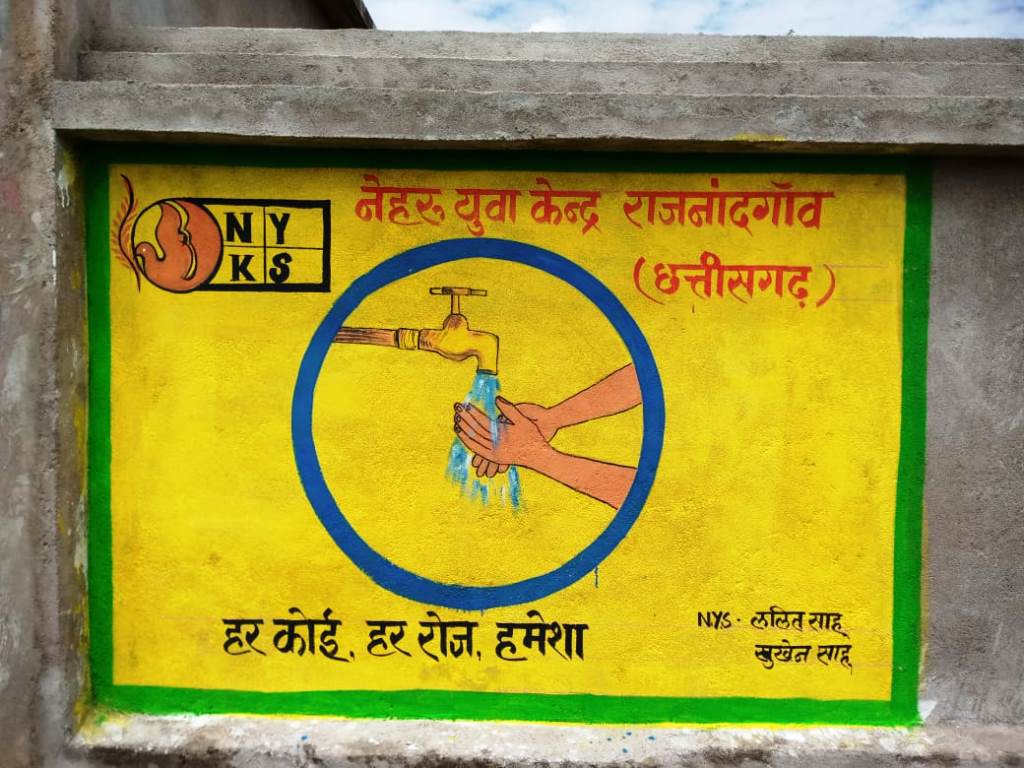 NY
KS
नेहरू युवा केन्द्र राजनांदगॉव
(छत्तीसगढ़)
हर कोई, हर रोज, हमेशा
NYS - ललित साहू
सुखेन साहू